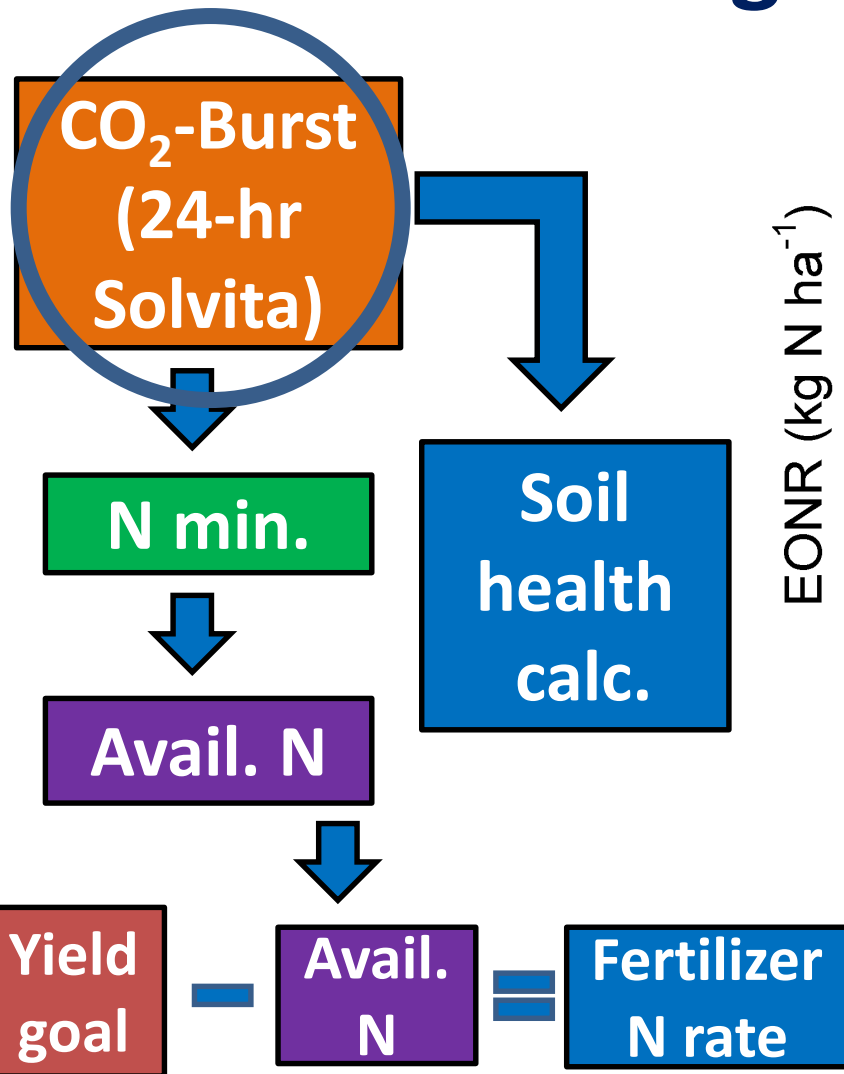 g
CO₂-Burst
(24-hr
Solvita)
N min.
Soil
health
calc.
EONR (kg N ha⁻¹)
Avail. N
Yield
goal
-
Avail.
N
=
Fertilizer
N rate